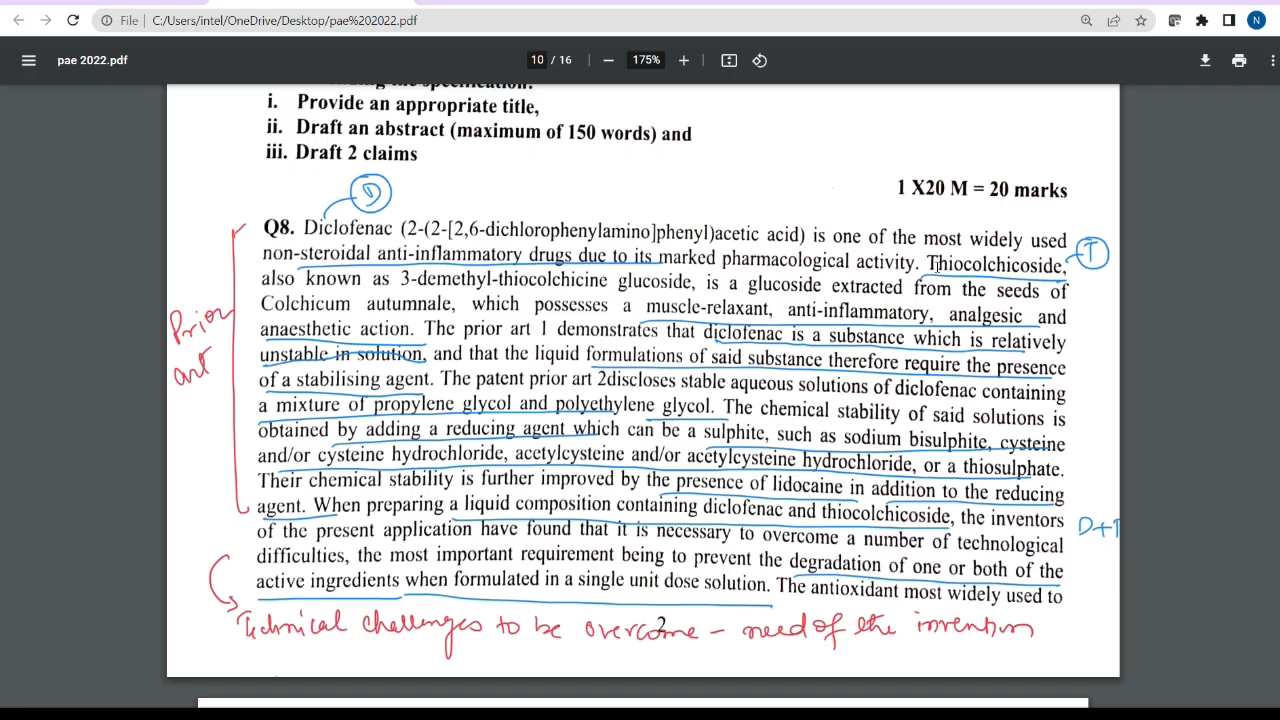 File | C:/Users/intel/OneDrive/Desktop/pae%202022.pdf
N
pae 2022.pdf
10 / 16
175%
i. Provide an appropriate title,
ii. Draft an abstract (maximum of 150 words) and
iii. Draft 2 claims
1 X20 M = 20 marks
D
Q8. Diclofenac (2-(2-[2,6-dichlorophenylamino]phenyl)acetic acid) is one of the most widely used
non-steroidal anti-inflammatory drugs due to its marked pharmacological activity. Thiocolchicoside,
T
also known as 3-demethyl-thiocolchicine glucoside, is a glucoside extracted from the seeds of
Colchicum autumnale, which possesses a muscle-relaxant, anti-inflammatory, analgesic and
anaesthetic action. The prior art 1 demonstrates that diclofenac is a substance which is relatively
unstable in solution, and that the liquid formulations of said substance therefore require the presence
of a stabilising agent. The patent prior art 2discloses stable aqueous solutions of diclofenac containing
a mixture of propylene glycol and polyethylene glycol. The chemical stability of said solutions is
obtained by adding a reducing agent which can be a sulphite, such as sodium bisulphite, cysteine
and/or cysteine hydrochloride, acetylcysteine and/or acetylcysteine hydrochloride, or a thiosulphate.
Their chemical stability is further improved by the presence of lidocaine in addition to the reducing
agent. When preparing a liquid composition containing diclofenac and thiocolchicoside, the inventors
of the present application have found that it is necessary to overcome a number of technological
difficulties, the most important requirement being to prevent the degradation of one or both of the
active ingredients when formulated in a single unit dose solution. The antioxidant most widely used to
Prior
art
D+T
2
Technical challenges to be overcome - need of the invention